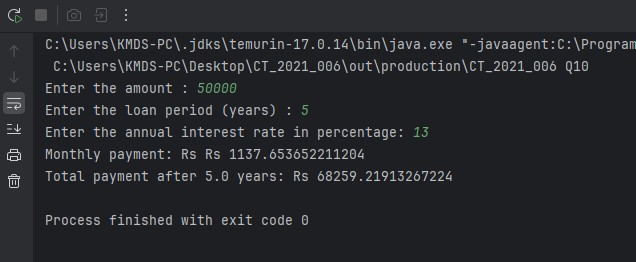 C:\Users\KMDS-PC\.jdks\temurin-17.0.14\bin\java.exe "-javaagent:C:\Program
C:\Users\KMDS-PC\Desktop\CT_2021_006\out\production\CT_2021_006 Q10
Enter the amount : 50000
Enter the loan period (years) : 5
Enter the annual interest rate in percentage: 13
Monthly payment: Rs Rs 1137.653652211204
Total payment after 5.0 years: Rs 68259.21913267224
Process finished with exit code 0